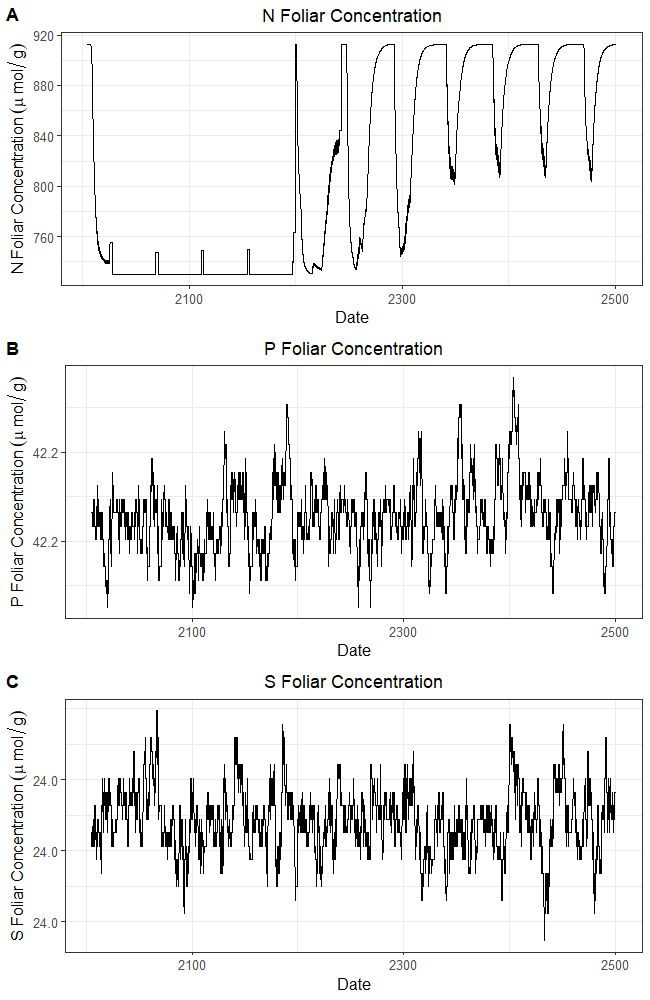 A
N Foliar Concentration
N Foliar Concentration (μ mol/g)
920
880
840
800
760
2100
2300
2500
Date
B
P Foliar Concentration
P Foliar Concentration (μ mol/g)
42.2
42.2
2100
2300
2500
Date
C
S Foliar Concentration
S Foliar Concentration (μ mol/g)
24.0
24.0
24.0
2100
2300
2500
Date